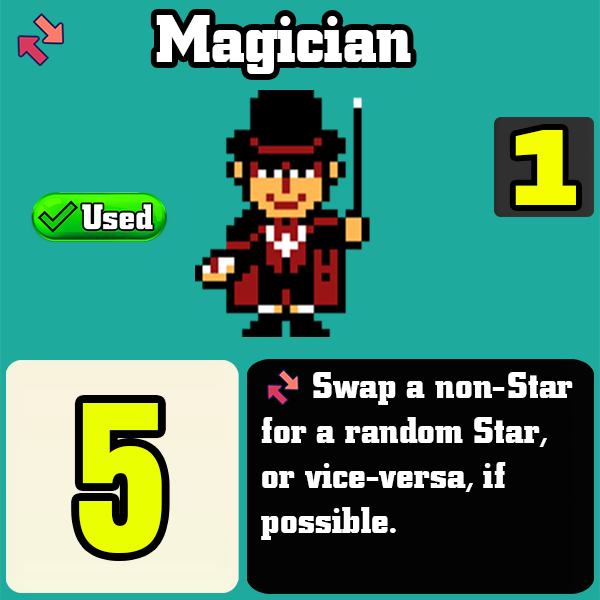 Magician
1
Used
5
Swap a non-Star
for a random Star,
or vice-versa, if
possible.